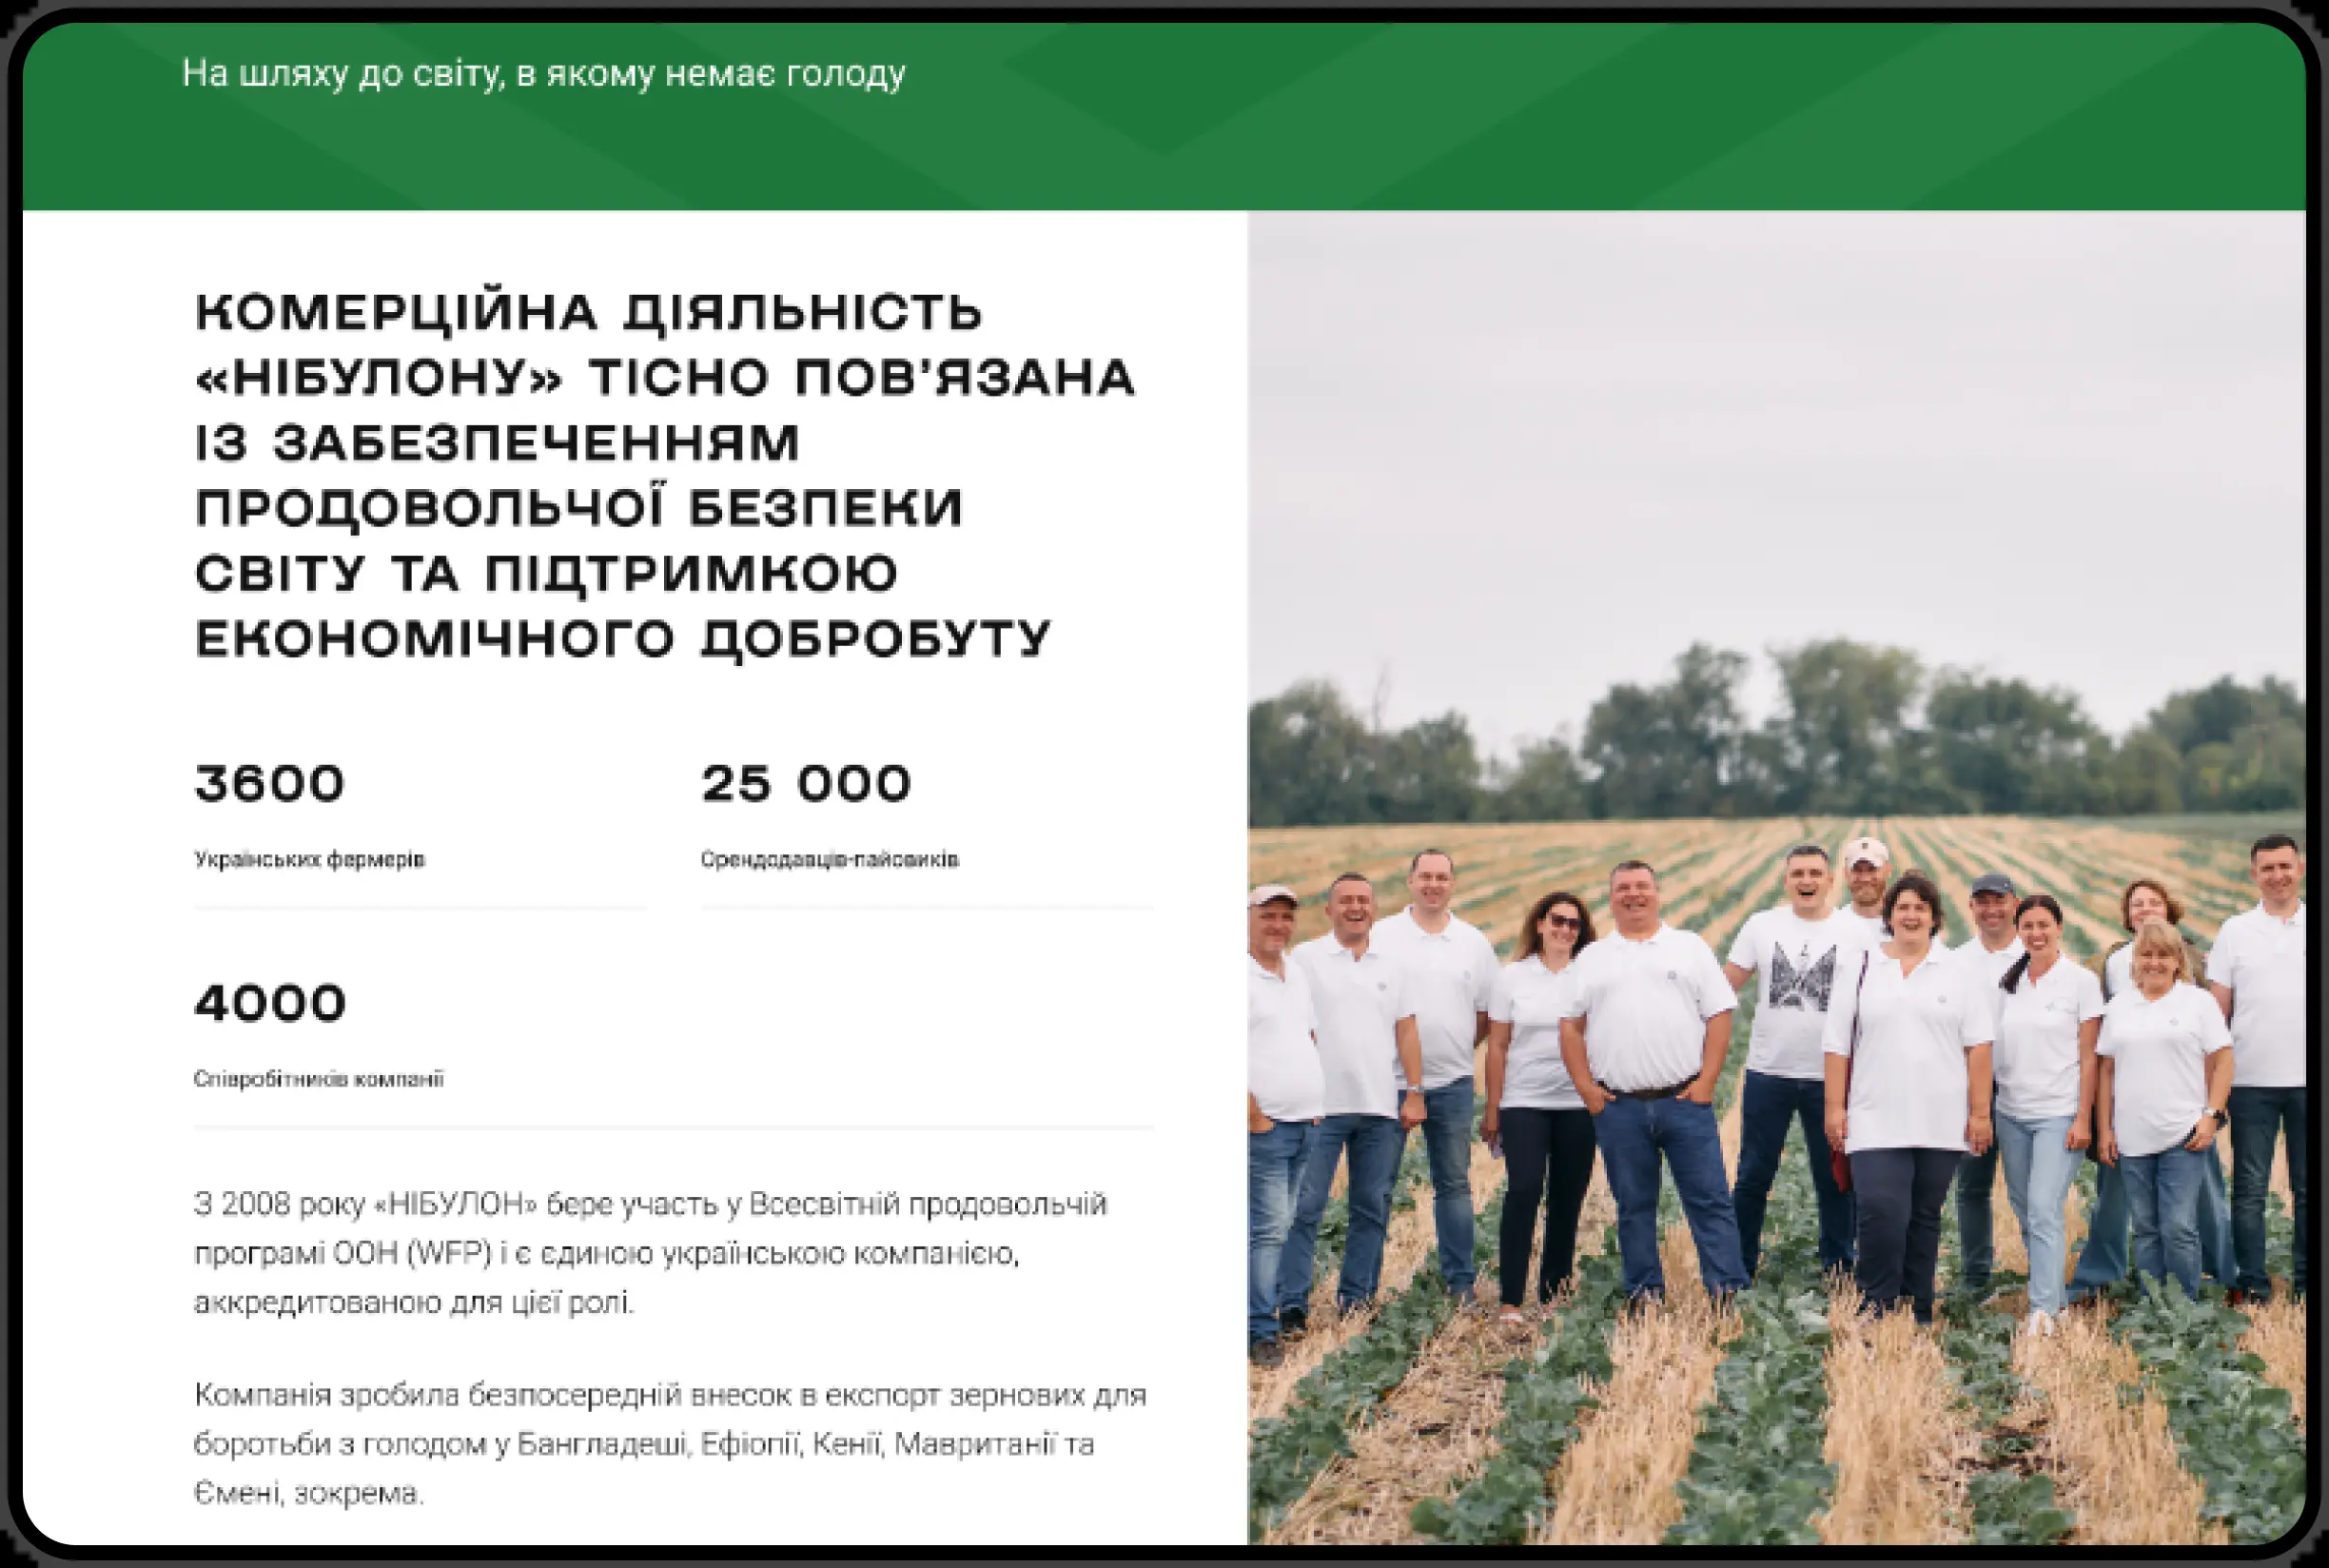 На шляху до світу, в якому немає голоду
КОМЕРЦІЙНА ДІЯЛЬНІСТЬ
«НІБУЛОНУ» ТІСНО ПОВ’ЯЗАНА
ІЗ ЗАБЕЗПЕЧЕННЯМ
ПРОДОВОЛЬЧОЇ БЕЗПЕКИ
СВІТУ ТА ПІДТРИМКОЮ
ЕКОНОМІЧНОГО ДОБРОБУТУ
3600
Українських фермерів
25 000
Орендодавців-пайовиків
4000
Співробітників компанії
З 2008 року «НІБУЛОН» бере участь у Всесвітній продовольчій
програмі ООН (WFP) і є єдиною українською компанією,
аккредитованою для цієї ролі.
Компанія зробила безпосередній внесок в експорт зернових для
боротьби з голодом у Бангладеші, Ефіопії, Кенії, Мавританії та
Ємені, зокрема.